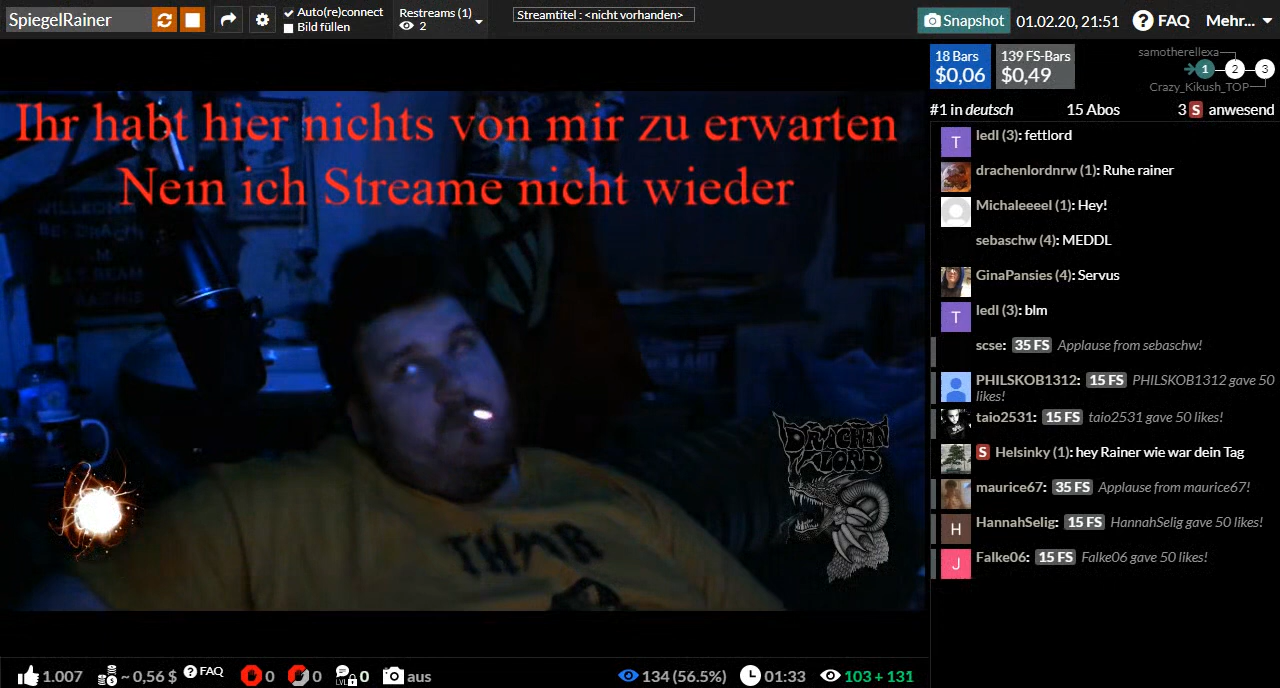 SpiegelRainer
Auto(re)connect
Bild füllen
Restreams (1)
2
Streamtitel : <nicht vorhanden>
Snapshot
01.02.20, 21:51
? FAQ
Mehr...
18 Bars
$0,06
139 FS-Bars
$0,49
samotherellexa
1 2 3
Crazy_Kikush_TOP
#1 in deutsch
15 Abos
3 S anwesend
Ihr habt hier nichts von mir zu erwarten
Nein ich Streame nicht wieder
DRACHEN
LORD
T
ledl (3): fettlord
drachenlordnrw (1): Ruhe rainer
Michaleeeel (1): Hey!
sebaschw (4): MEDDL
GinaPansies (4): Servus
T
ledl (3): blm
scse: 35 FS Applause from sebaschw!
PHILSKOB1312: 15 FS PHILSKOB1312 gave 50
likes!
taio2531: 15 FS taio2531 gave 50 likes!
S Helsinky (1): hey Rainer wie war dein Tag
maurice67: 35 FS Applause from maurice67!
H
HannahSelig: 15 FS HannahSelig gave 50 likes!
J
Falke06: 15 FS Falke06 gave 50 likes!
1.007
~ 0,56 $
? FAQ
0
0
LVL
0
aus
134 (56.5%)
01:33
103 + 131